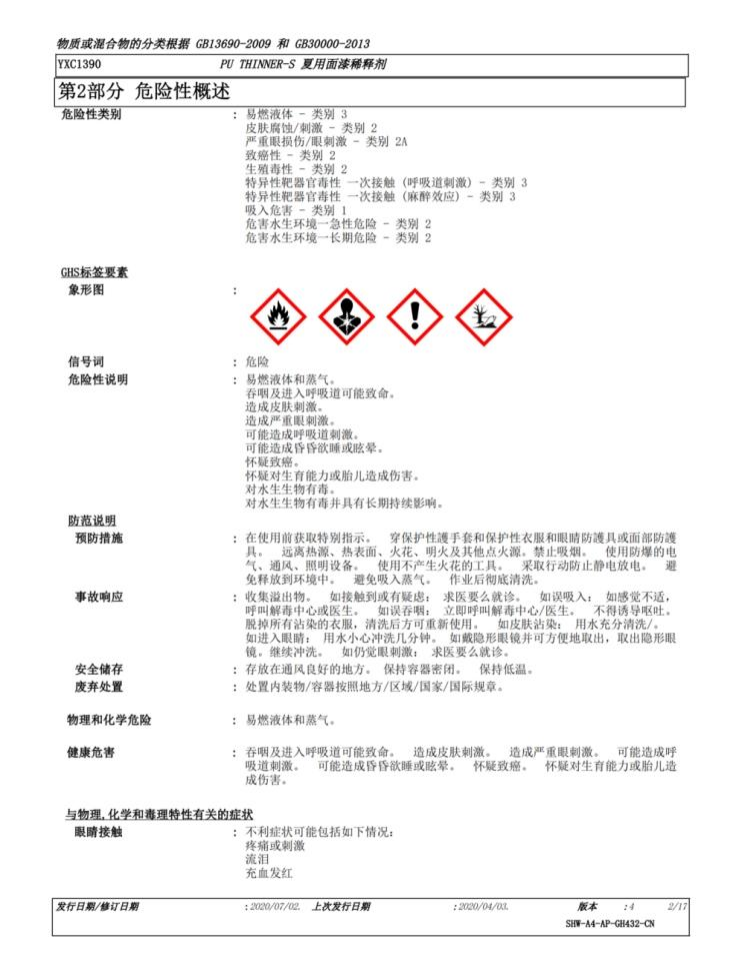 物质或混合物的分类根据 GB13690-2009 和 GB30000-2013
YXC1390 PU THINNER-S 夏用面漆稀释剂
第2部分 危险性概述
危险性类别 : 易燃液体 - 类别 3
皮肤腐蚀/刺激 - 类别 2
严重眼损伤/眼刺激 - 类别 2A
致癌性 - 类别 2
生殖毒性 - 类别 2
特异性靶器官毒性 一次接触 (呼吸道刺激) - 类别 3
特异性靶器官毒性 一次接触 (麻醉效应) - 类别 3
吸入危害 - 类别 1
危害水生环境一急性危险 - 类别 2
危害水生环境一长期危险 - 类别 2
GHS标签要素
象形图 :
信号词 : 危险
危险性说明 : 易燃液体和蒸气。
吞咽及进入呼吸道可能致命。
造成皮肤刺激。
造成严重眼刺激。
可能造成呼吸道刺激。
可能造成昏昏欲睡或眩晕。
怀疑致癌。
怀疑对生育能力或胎儿造成伤害。
对水生生物有毒。
对水生生物有毒并具有长期持续影响。
防范说明
预防措施 : 在使用前获取特别指示。 穿保护性護手套和保护性衣服和眼睛防護具或面部防護
具。 远离热源、热表面、火花、明火及其他点火源。禁止吸烟。 使用防爆的电
气、通风、照明设备。 使用不产生火花的工具。 采取行动防止静电放电。 避
免释放到环境中。 避免吸入蒸气。 作业后彻底清洗。
事故响应 : 收集溢出物。 如接触到或有疑虑: 求医要么就诊。 如误吸入: 如感觉不适,
呼叫解毒中心或医生。 如误吞咽: 立即呼叫解毒中心/医生。 不得诱导呕吐。
脱掉所有沾染的衣服,清洗后方可重新使用。 如皮肤沾染: 用水充分清洗/。
如进入眼睛: 用水小心冲洗几分钟。 如戴隐形眼镜并可方便地取出,取出隐形眼
镜。继续冲洗。 如仍觉眼刺激: 求医要么就诊。
安全储存 : 存放在通风良好的地方。 保持容器密闭。 保持低温。
废弃处置 : 处置内装物/容器按照地方/区域/国家/国际规章。
物理和化学危险 : 易燃液体和蒸气。
健康危害 : 吞咽及进入呼吸道可能致命。 造成皮肤刺激。 造成严重眼刺激。 可能造成呼
吸道刺激。 可能造成昏昏欲睡或眩晕。 怀疑致癌。 怀疑对生育能力或胎儿造
成伤害。
与物理,化学和毒理特性有关的症状
眼睛接触 : 不利症状可能包括如下情况:
疼痛或刺激
流泪
充血发红
发行日期/修订日期 :2020/07/02. 上次发行日期 :2020/04/03. 版本 :4 2/17
SHW-A4-AP-GH432-CN